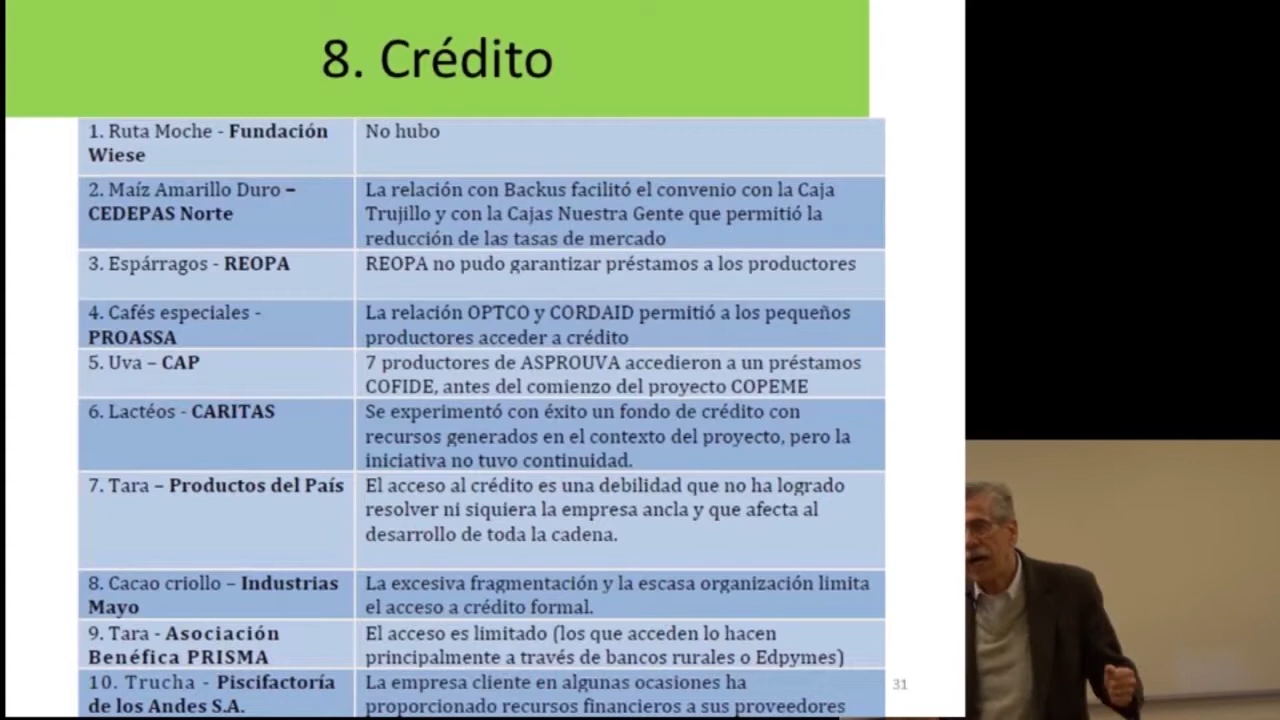 8. Crédito
1. Ruta Moche - Fundación
Wiese
No hubo
2. Maíz Amarillo Duro –
CEDEPAS Norte
La relación con Backus facilitó el convenio con la Caja
Trujillo y con la Cajas Nuestra Gente que permitió la
reducción de las tasas de mercado
3. Espárragos - REOPA
REOPA no pudo garantizar préstamos a los productores
4. Cafés especiales -
PROASSA
La relación OPTCO y CORDAID permitió a los pequeños
productores acceder a crédito
5. Uva – CAP
7 productores de ASPROUVA accedieron a un préstamos
COFIDE, antes del comienzo del proyecto COPEME
6. Lactéos - CARITAS
Se experimentó con éxito un fondo de crédito con
recursos generados en el contexto del proyecto, pero la
iniciativa no tuvo continuidad.
7. Tara – Productos del País
El acceso al crédito es una debilidad que no ha logrado
resolver ni siquiera la empresa ancla y que afecta al
desarrollo de toda la cadena.
8. Cacao criollo – Industrias
Mayo
La excesiva fragmentación y la escasa organización limita
el acceso a crédito formal.
9. Tara - Asociación
Benéfica PRISMA
El acceso es limitado (los que acceden lo hacen
principalmente a través de bancos rurales o Edpymes)
10. Trucha - Piscifactoría
de los Andes S.A.
La empresa cliente en algunas ocasiones ha
proporcionado recursos financieros a sus proveedores
31